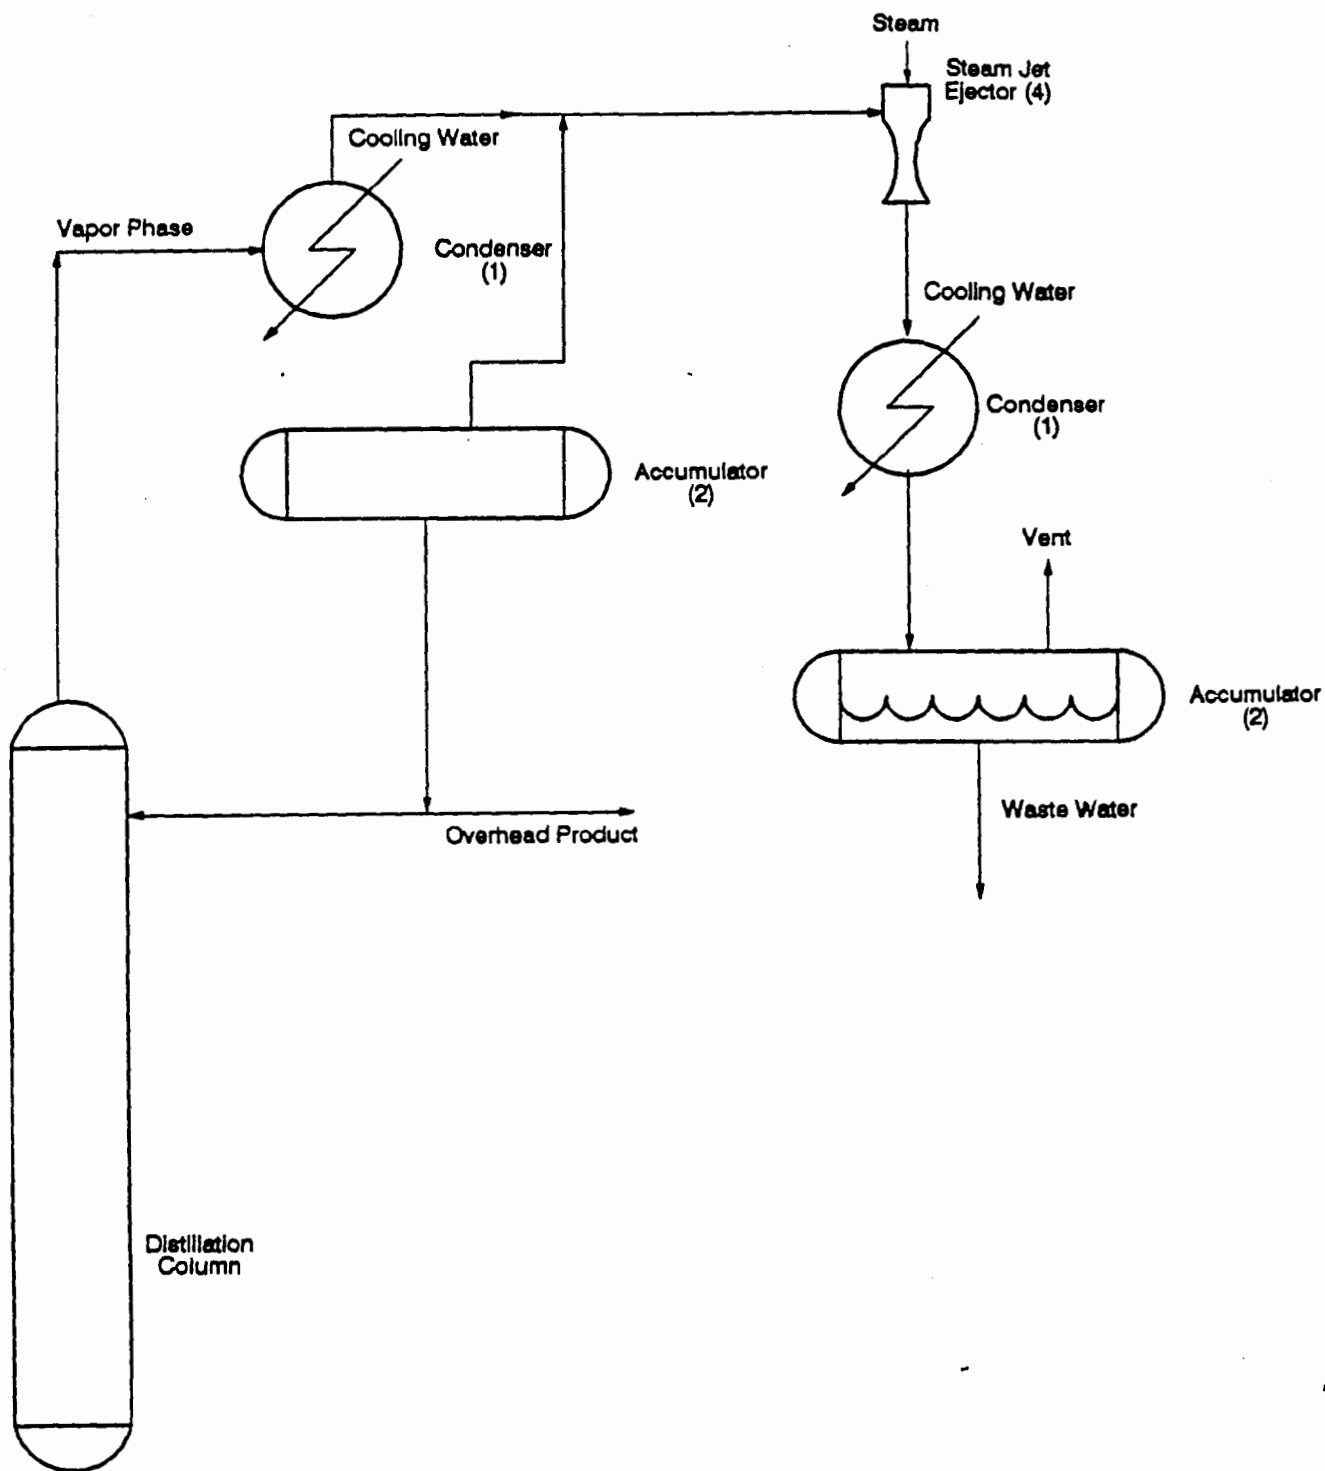 Steam
Steam Jet
Ejector (4)
Cooling Water
Vapor Phase
Condenser
(1)
Cooling Water
Condenser
(1)
Accumulator
(2)
Vent
Accumulator
(2)
Waste Water
Overhead Product
Distillation
Column